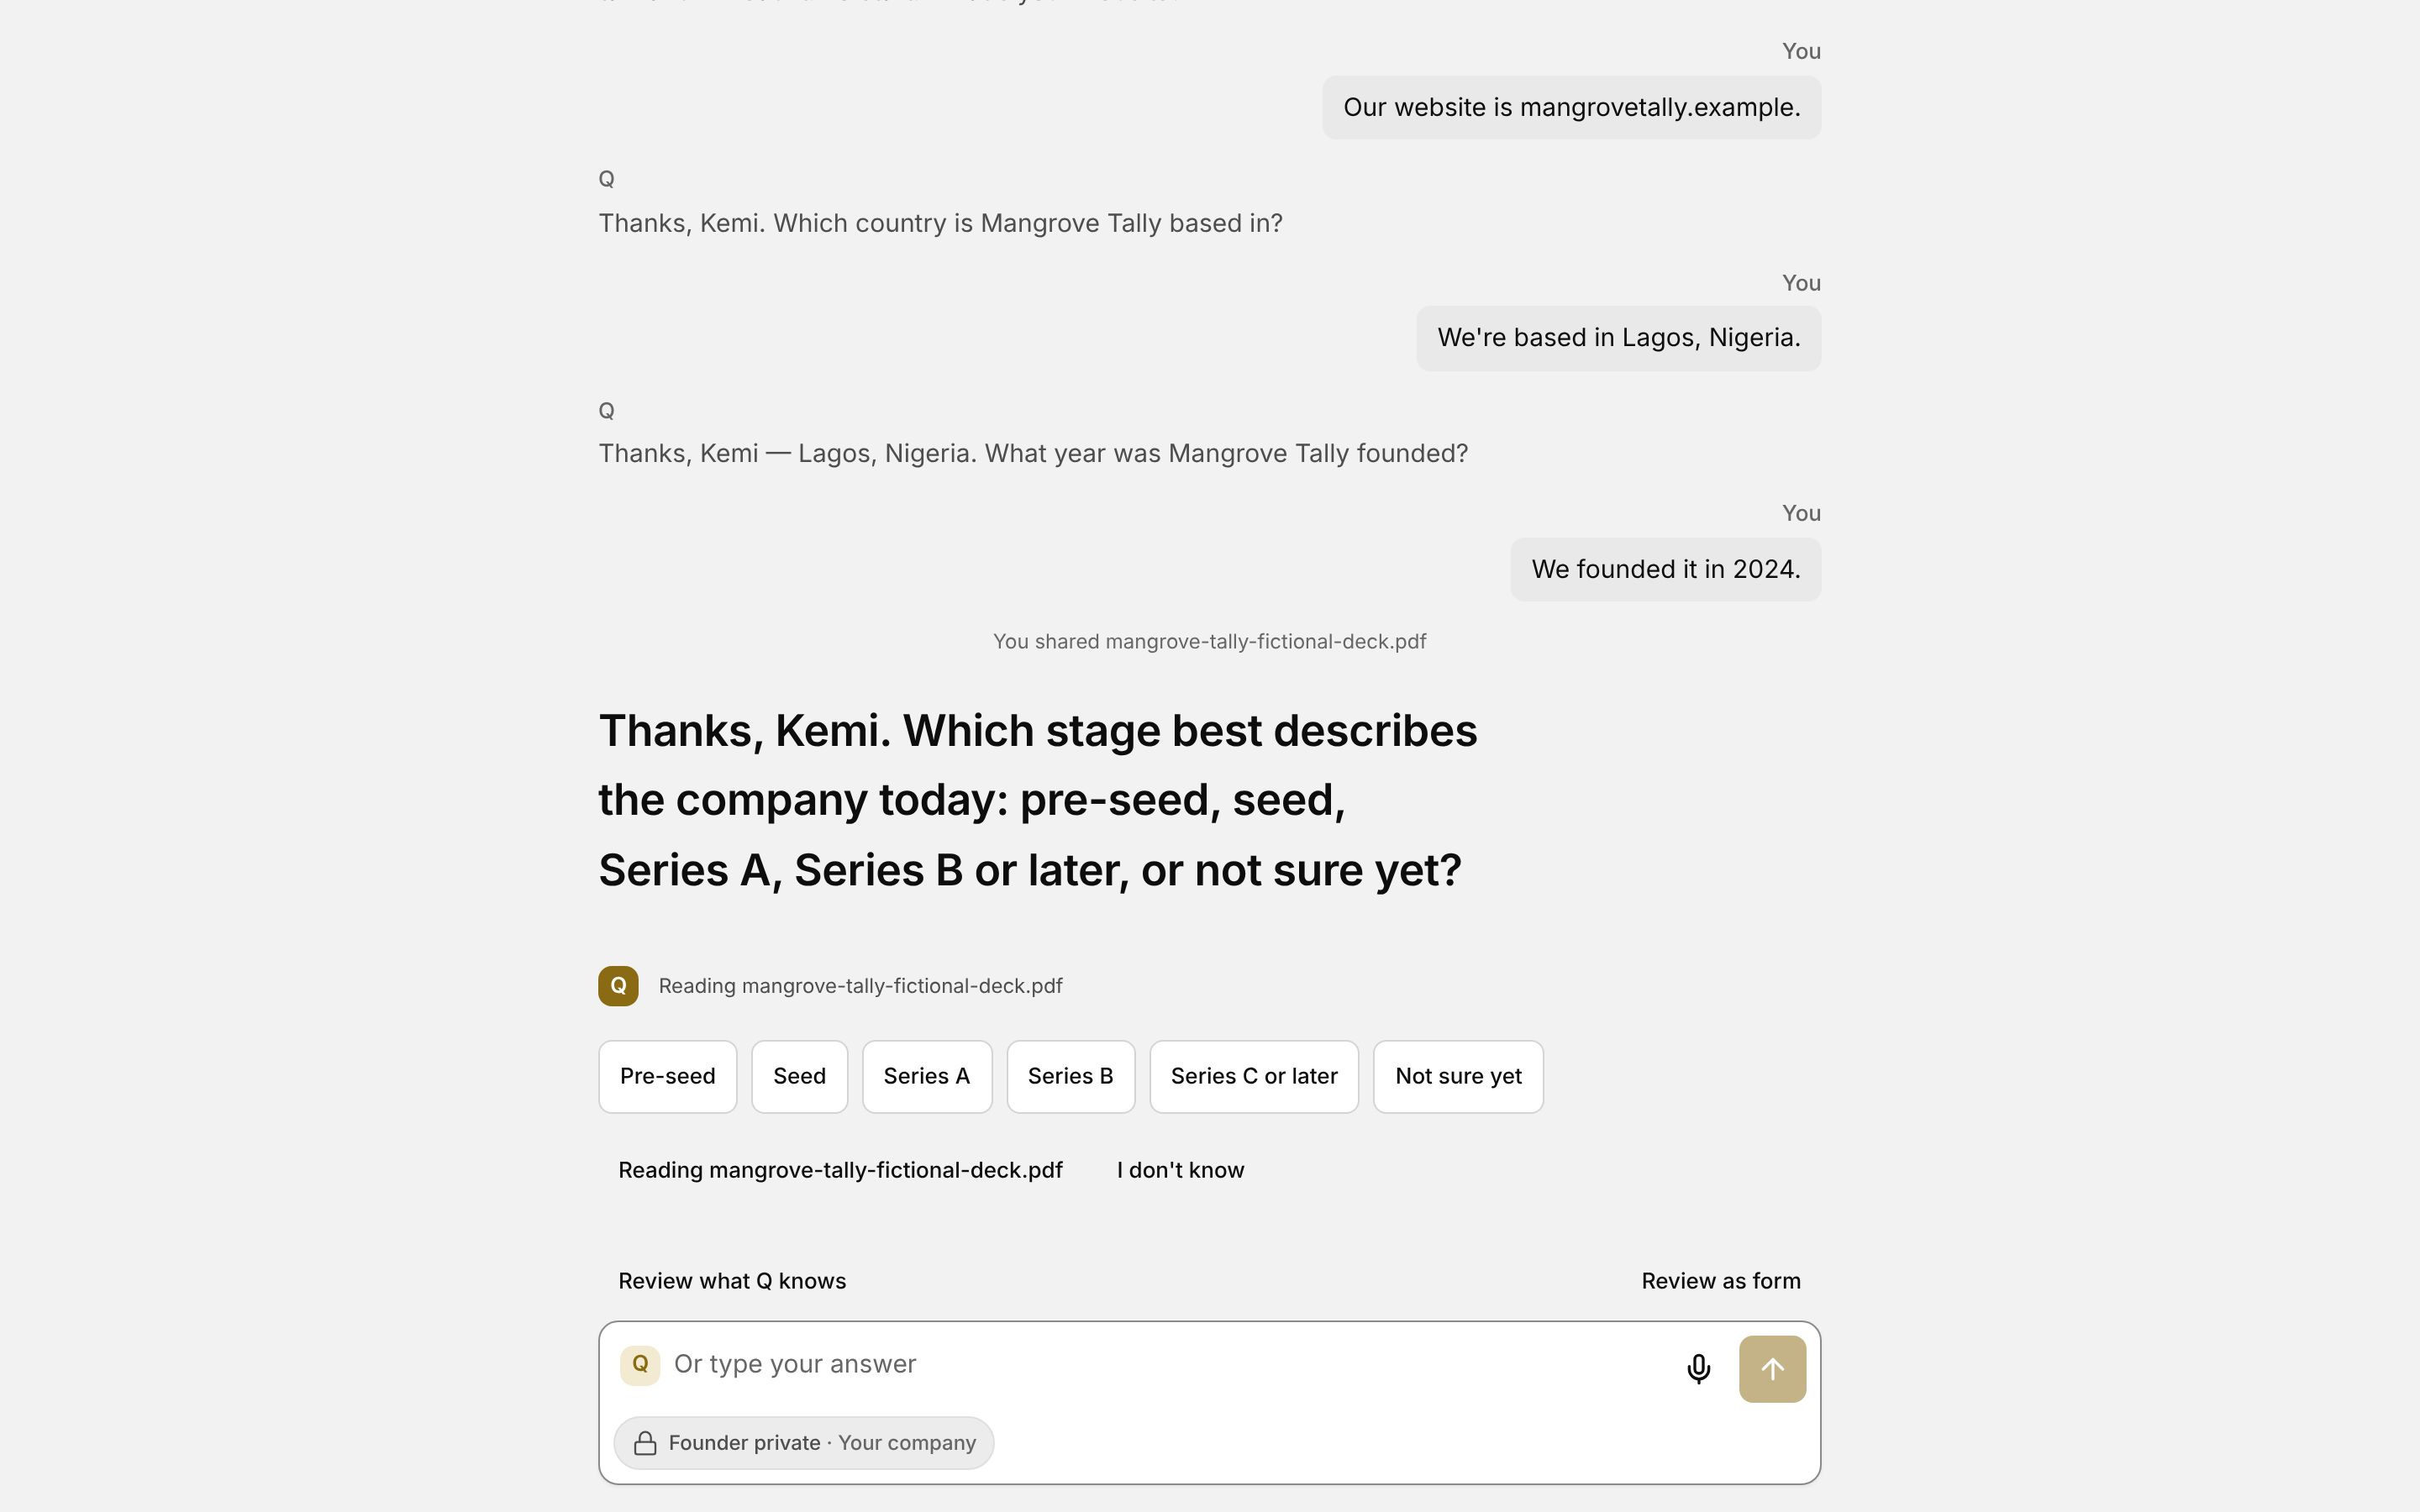 You
Our website is mangrovetally.example.
Q
Thanks, Kemi. Which country is Mangrove Tally based in?
You
We're based in Lagos, Nigeria.
Q
Thanks, Kemi — Lagos, Nigeria. What year was Mangrove Tally founded?
You
We founded it in 2024.
You shared mangrove-tally-fictional-deck.pdf
Thanks, Kemi. Which stage best describes
the company today: pre-seed, seed,
Series A, Series B or later, or not sure yet?
Q Reading mangrove-tally-fictional-deck.pdf
Pre-seed Seed Series A Series B Series C or later Not sure yet
Reading mangrove-tally-fictional-deck.pdf I don't know
Review what Q knows Review as form
Q Or type your answer
Founder private · Your company